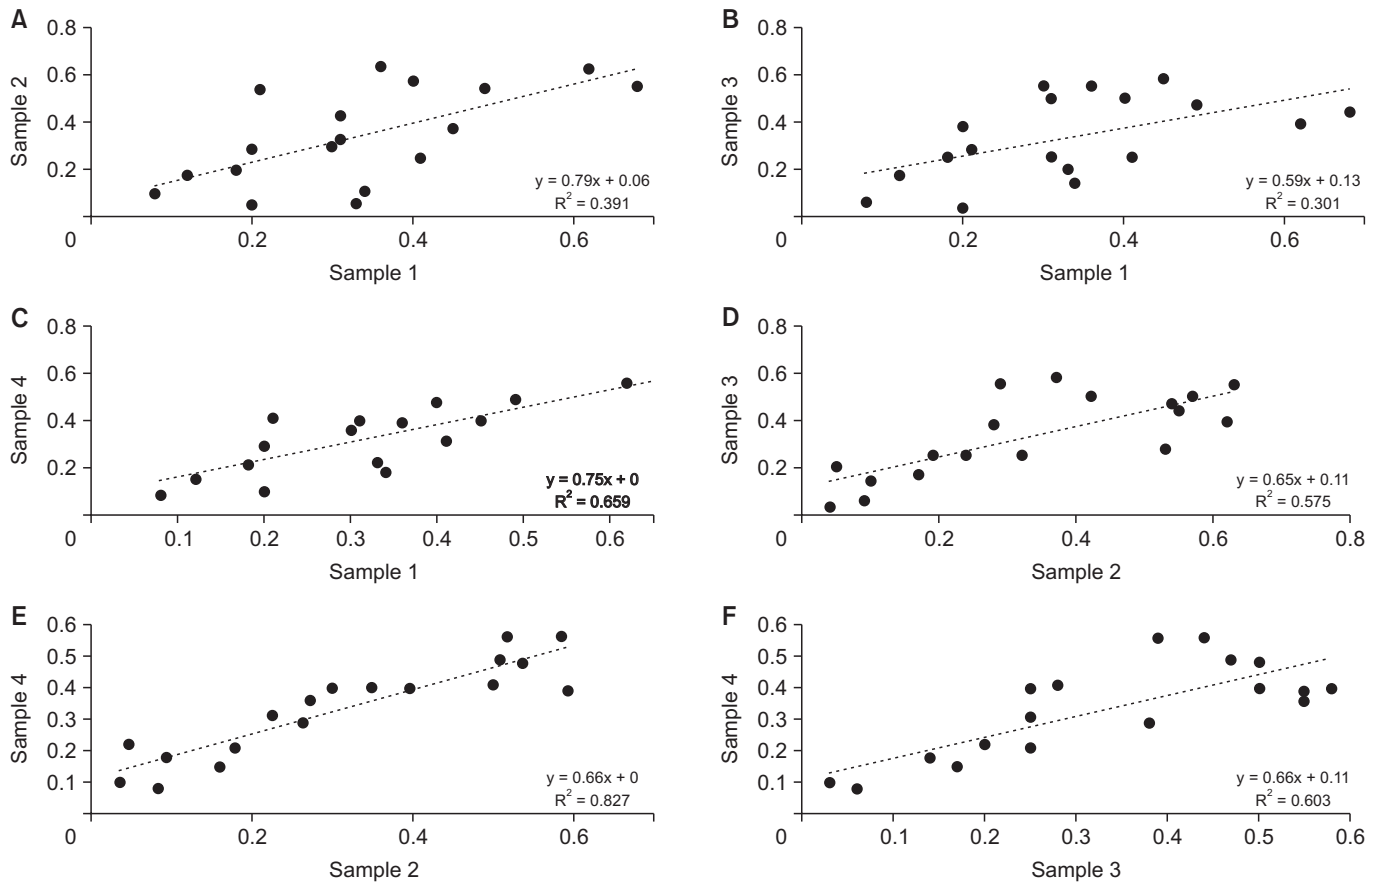 A
0.8
0.6
0.4
0.2
0
0.2
0.4
0.6
Sample 2
Sample 1
y = 0.79x + 0.06
R² = 0.391
B
0.8
0.6
0.4
0.2
0
0.2
0.4
0.6
Sample 3
Sample 1
y = 0.59x + 0.13
R² = 0.301
C
0.8
0.6
0.4
0.2
0
0.1
0.2
0.3
0.4
0.5
0.6
Sample 4
Sample 1
y = 0.75x + 0
R² = 0.659
D
0.8
0.6
0.4
0.2
0
0.2
0.4
0.6
0.8
Sample 3
Sample 2
y = 0.65x + 0.11
R² = 0.575
E
0.6
0.5
0.4
0.3
0.2
0.1
0
0.2
0.4
0.6
Sample 4
Sample 2
y = 0.66x + 0
R² = 0.827
F
0.6
0.5
0.4
0.3
0.2
0.1
0
0.1
0.2
0.3
0.4
0.5
0.6
Sample 4
Sample 3
y = 0.66x + 0.11
R² = 0.603